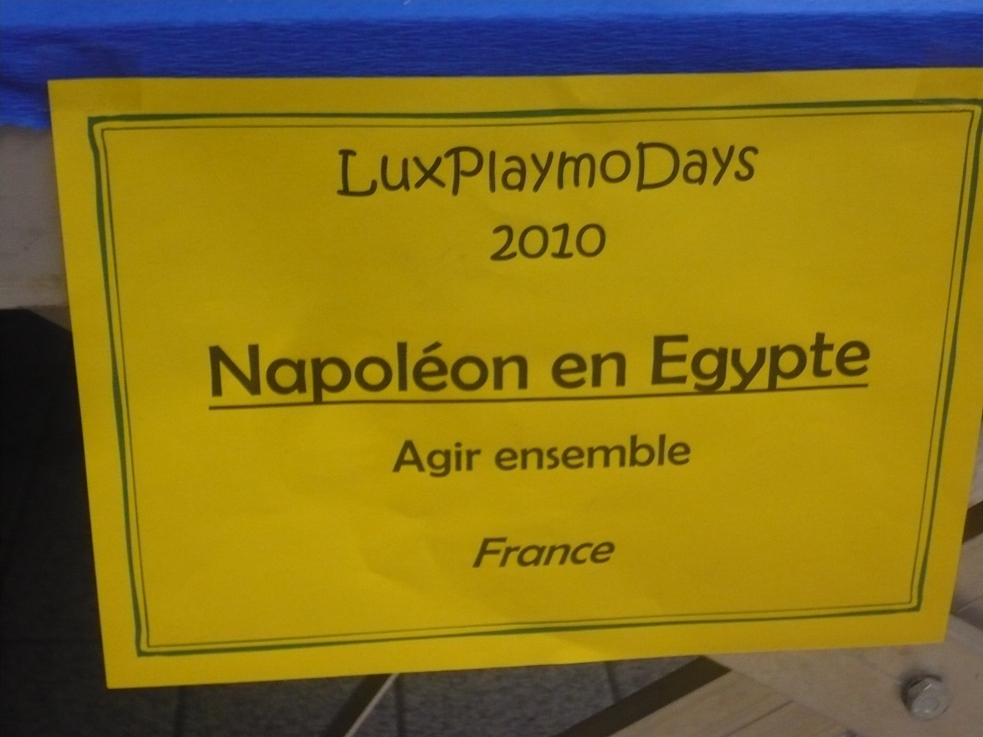 LuxPlaymoDays
2010
Napoléon en Egypte
Agir ensemble
France